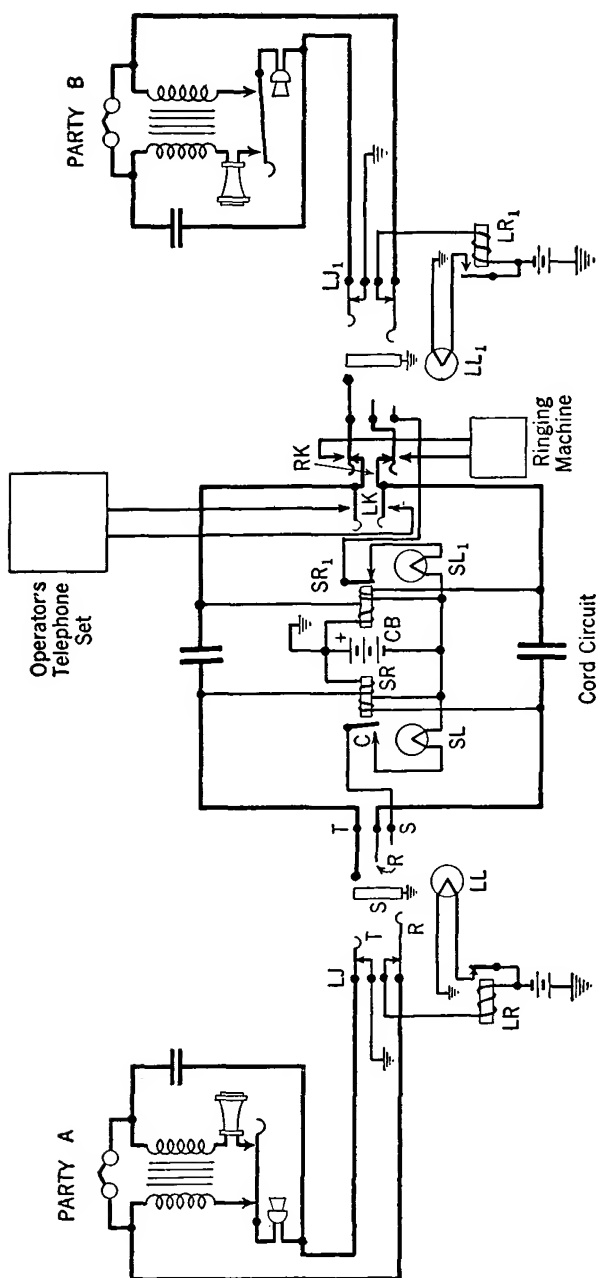 PARTY A
PARTY B
Operator's
Telephone
Set
LJ
T
R
S
LR
LL
T
R
S
C
SR
SL
+
CB
SR₁
SL₁
LK
RK
Ringing
Machine
Cord Circuit
LJ₁
LL₁
LR₁